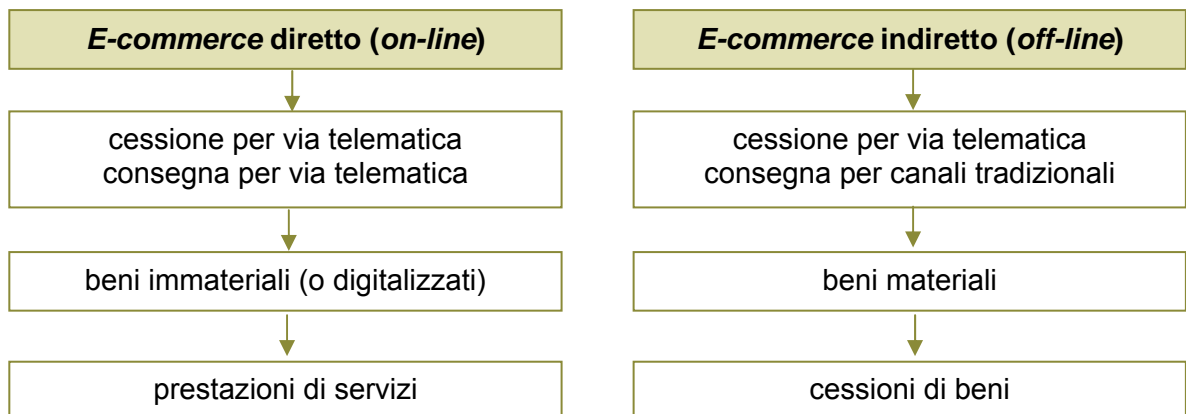 E-commerce diretto (on-line)
cessione per via telematica
consegna per via telematica
beni immateriali (o digitalizzati)
prestazioni di servizi
E-commerce indiretto (off-line)
cessione per via telematica
consegna per canali tradizionali
beni materiali
cessioni di beni